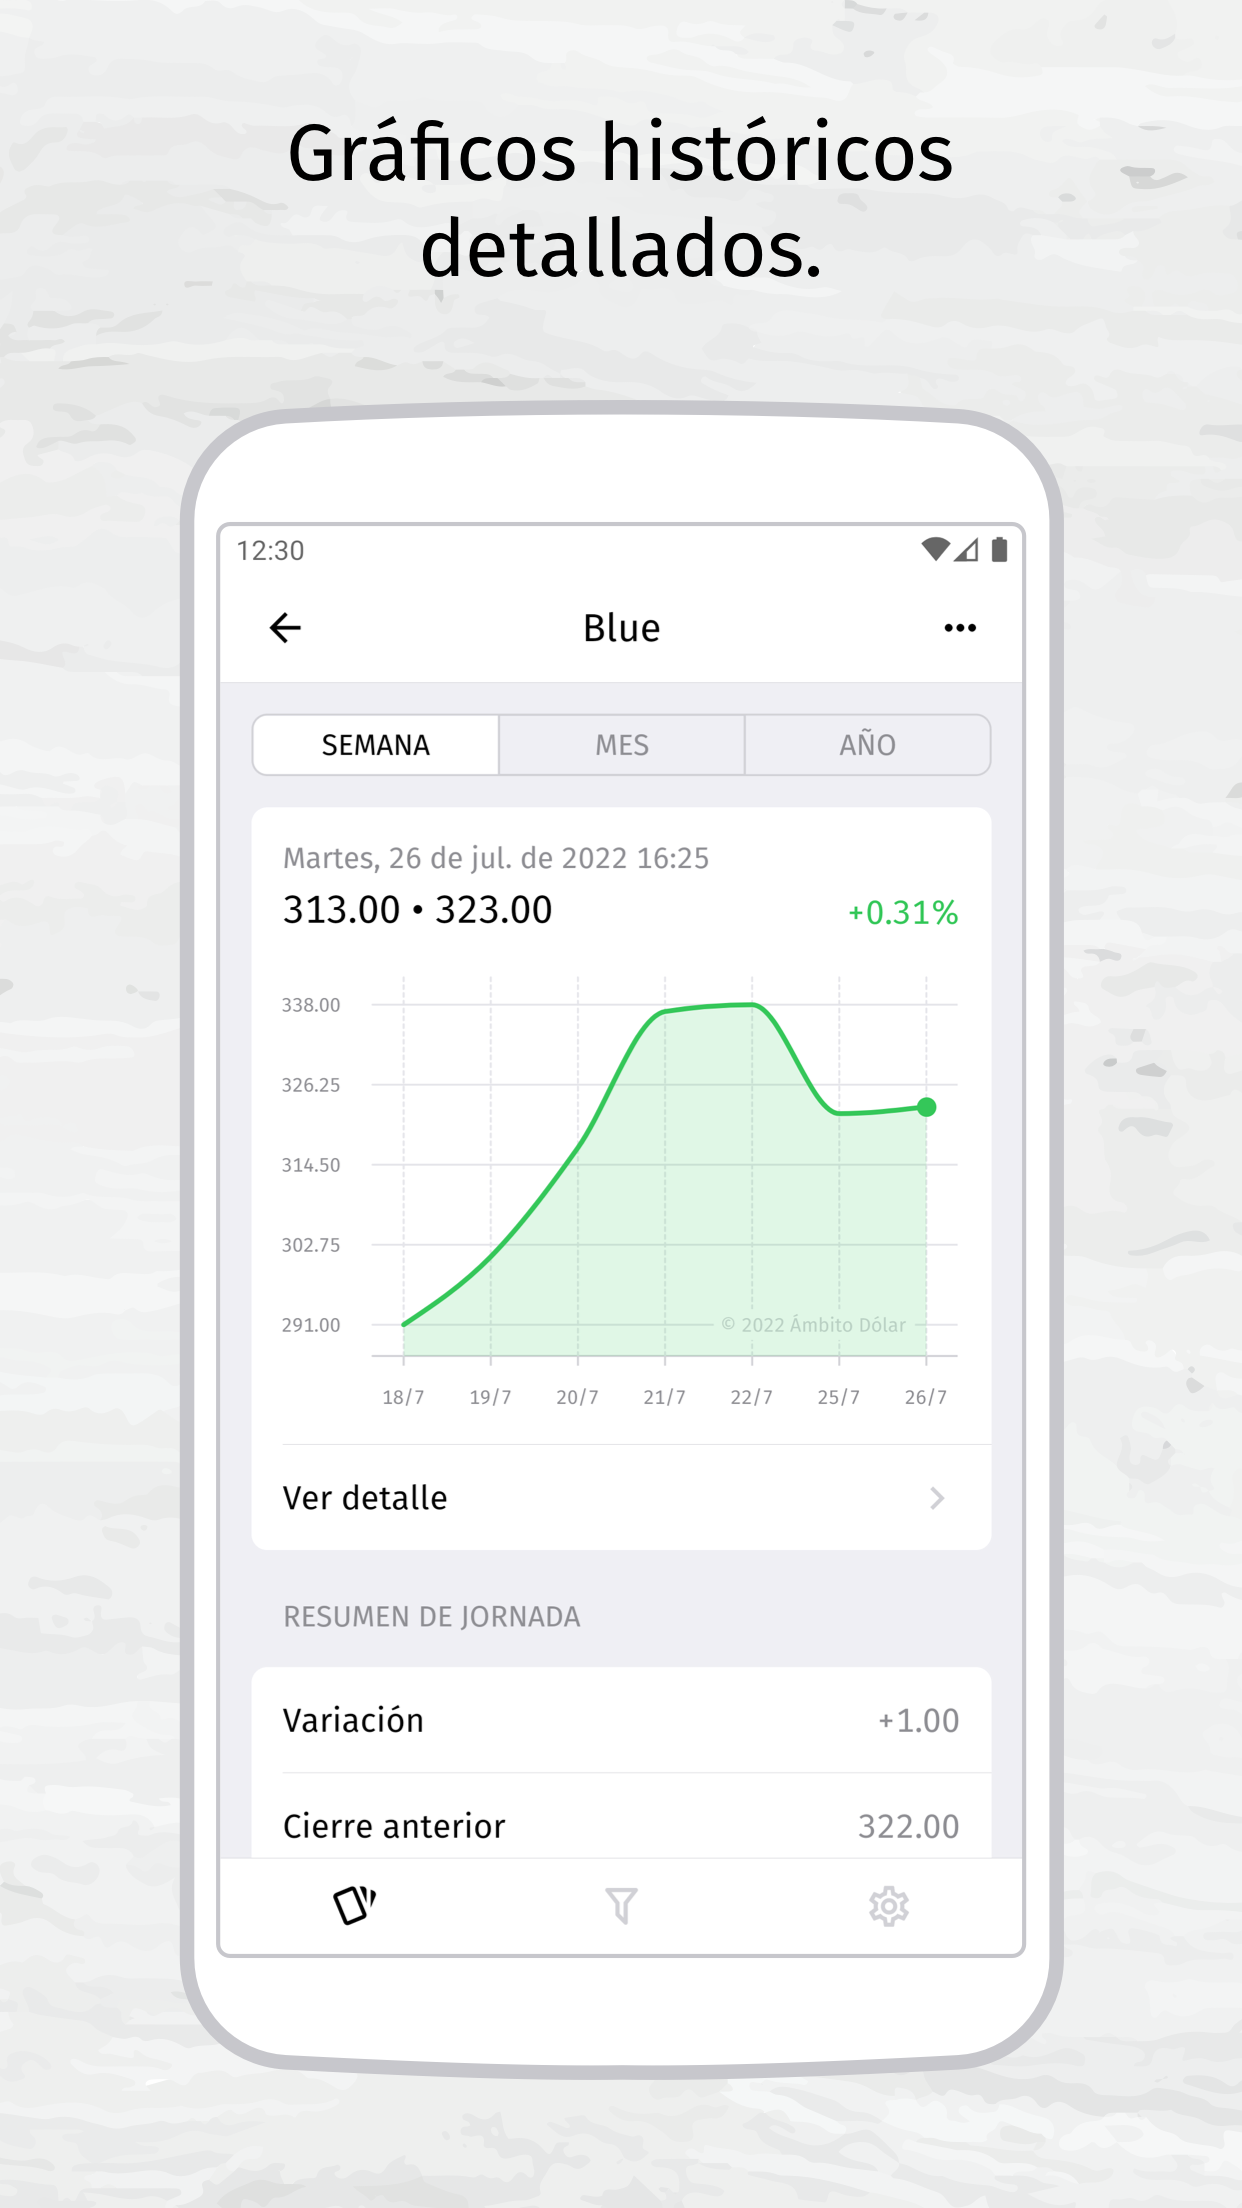 Gráficos históricos
detallados.
12:30
Blue
SEMANA MES AÑO
Martes, 26 de jul. de 2022 16:25
313.00 • 323.00 +0.31%
338.00
326.25
314.50
302.75
291.00
© 2022 Ámbito Dólar
18/7 19/7 20/7 21/7 22/7 25/7 26/7
Ver detalle
RESUMEN DE JORNADA
Variación +1.00
Cierre anterior 322.00